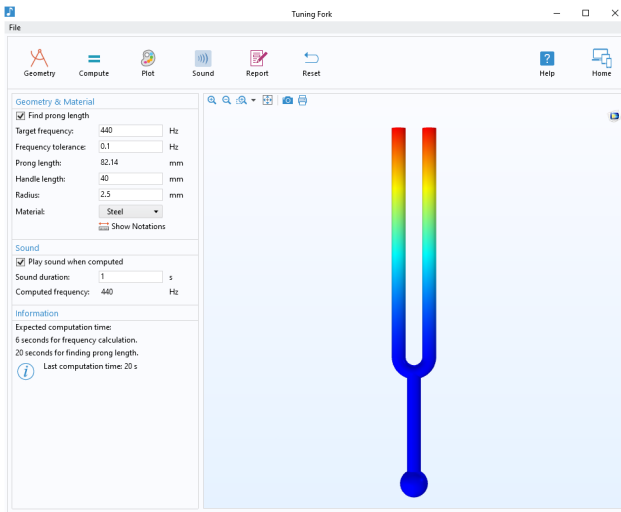 Tuning Fork
File
Geometry Compute Plot Sound Report Reset Help Home
Geometry & Material
Find prong length
Target frequency: 440 Hz
Frequency tolerance: 0.1 Hz
Prong length: 82.14 mm
Handle length: 40 mm
Radius: 2.5 mm
Material: Steel
Show Notations
Sound
Play sound when computed
Sound duration: 1 s
Computed frequency: 440 Hz
Information
Expected computation time:
6 seconds for frequency calculation.
20 seconds for finding prong length.
Last computation time: 20 s